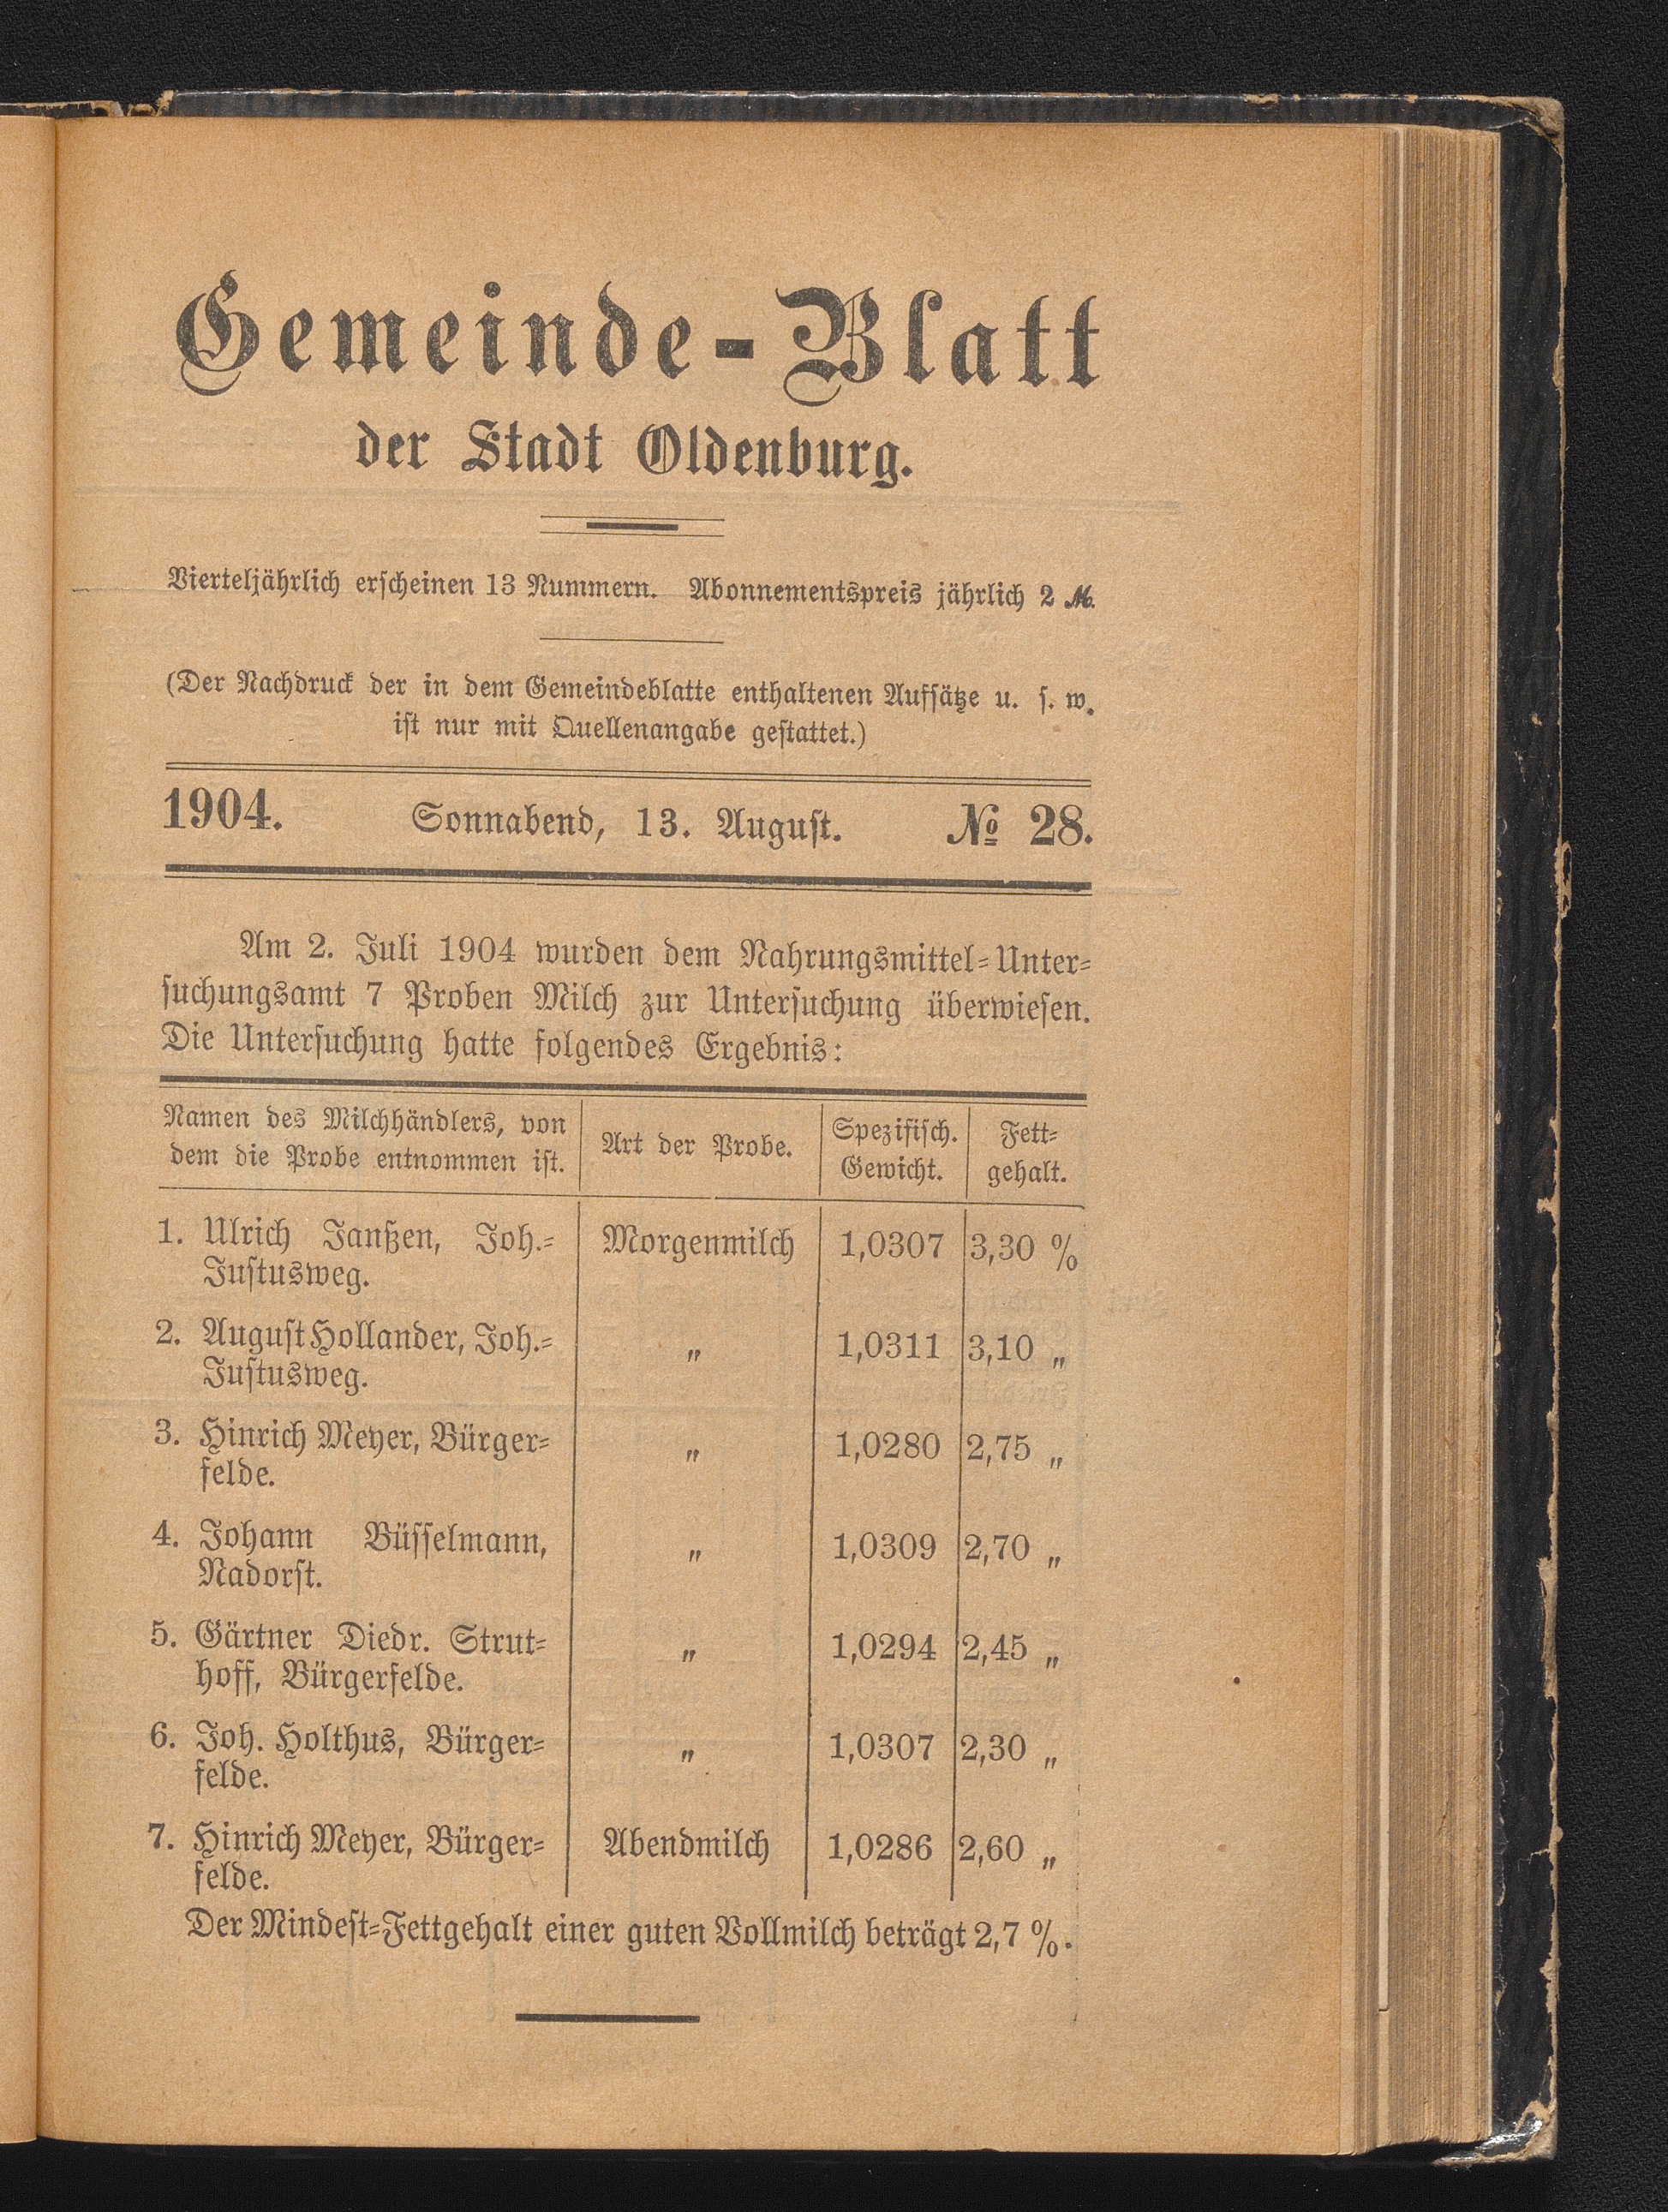 Gemeinde-Blatt
der Stadt Oldenburg.
Vierteljährlich erscheinen 13 Nummern. Abonnementspreis jährlich 2 ℳ.
(Der Nachdruck der in dem Gemeindeblatte enthaltenen Aufsätze u. s. w.
ist nur mit Quellenangabe gestattet.)
1904. Sonnabend, 13. August. № 28.
Am 2. Juli 1904 wurden dem Nahrungsmittel-Unter-
suchungsamt 7 Proben Milch zur Untersuchung überwiesen.
Die Untersuchung hatte folgendes Ergebnis:
Namen des Milchhändlers, von
dem die Probe entnommen ist.
Art der Probe.
Spezifisch.
Gewicht.
Fett-
gehalt.
1. Ulrich Janßen, Joh.- Morgenmilch 1,0307 3,30 %
Justusweg.
2. August Hollander, Joh.- „ 1,0311 3,10 „
Justusweg.
3. Hinrich Meyer, Bürger- „ 1,0280 2,75 „
felde.
4. Johann Büsselmann, „ 1,0309 2,70 „
Nadorst.
5. Gärtner Diedr. Strut- „ 1,0294 2,45 „
hoff, Bürgerfelde.
6. Joh. Holthus, Bürger- „ 1,0307 2,30 „
felde.
7. Hinrich Meyer, Bürger- Abendmilch 1,0286 2,60 „
felde.
Der Mindest-Fettgehalt einer guten Vollmilch beträgt 2,7 %.